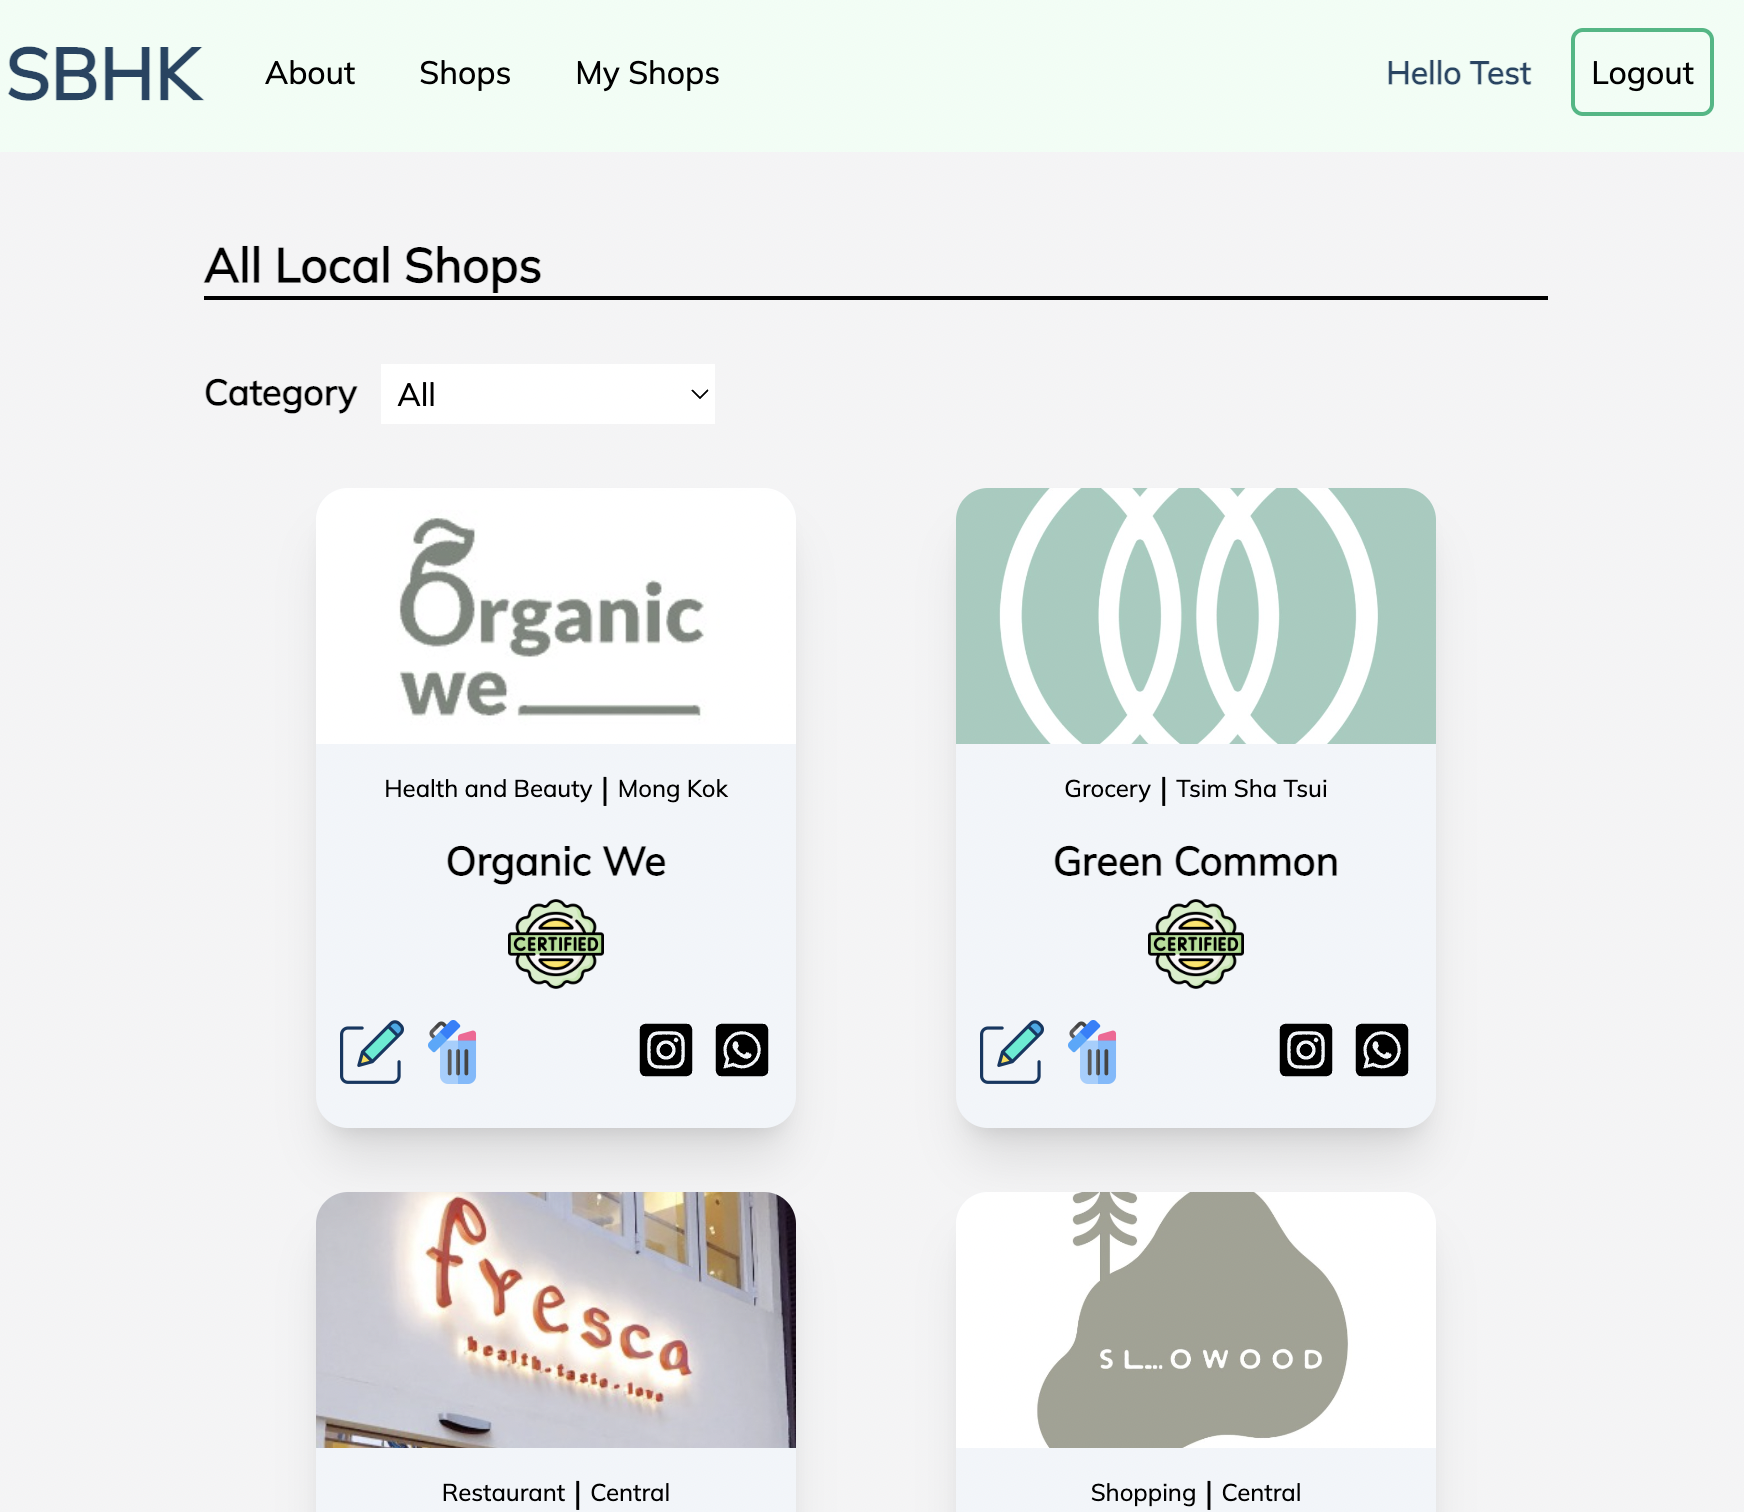 SBHK About Shops My Shops Hello Test Logout
All Local Shops
Category All
Organic
we
Health and Beauty | Mong Kok
Organic We
CERTIFIED
Grocery | Tsim Sha Tsui
Green Common
CERTIFIED
fresca
health·taste·love
Restaurant | Central
SL...OWOOD
Shopping | Central